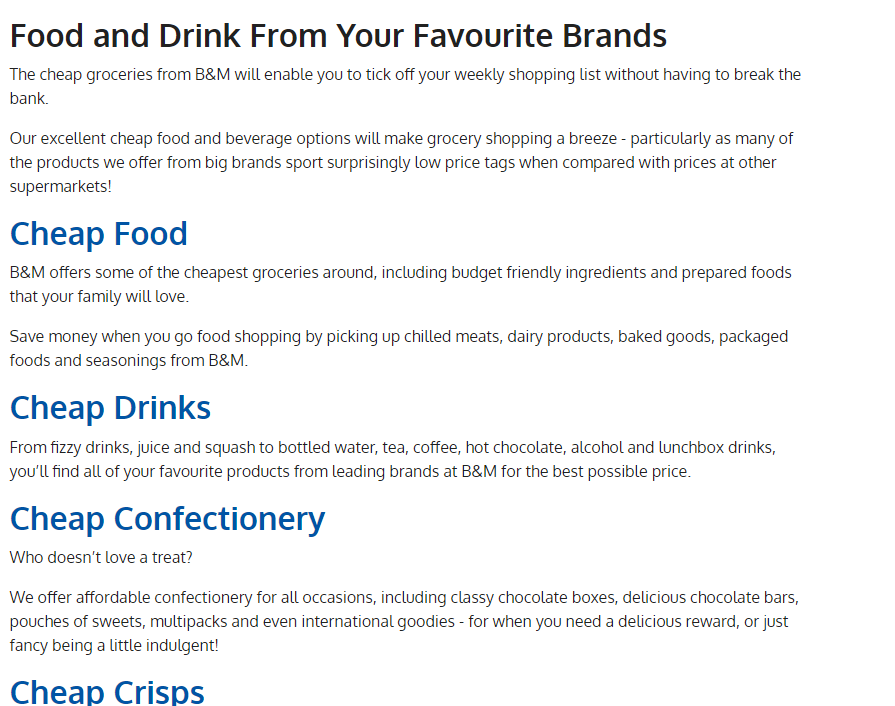 Food and Drink From Your Favourite Brands
The cheap groceries from B&M will enable you to tick off your weekly shopping list without having to break the
bank.
Our excellent cheap food and beverage options will make grocery shopping a breeze - particularly as many of
the products we offer from big brands sport surprisingly low price tags when compared with prices at other
supermarkets!
Cheap Food
B&M offers some of the cheapest groceries around, including budget friendly ingredients and prepared foods
that your family will love.
Save money when you go food shopping by picking up chilled meats, dairy products, baked goods, packaged
foods and seasonings from B&M.
Cheap Drinks
From fizzy drinks, juice and squash to bottled water, tea, coffee, hot chocolate, alcohol and lunchbox drinks,
you’ll find all of your favourite products from leading brands at B&M for the best possible price.
Cheap Confectionery
Who doesn’t love a treat?
We offer affordable confectionery for all occasions, including classy chocolate boxes, delicious chocolate bars,
pouches of sweets, multipacks and even international goodies - for when you need a delicious reward, or just
fancy being a little indulgent!
Cheap Crisps